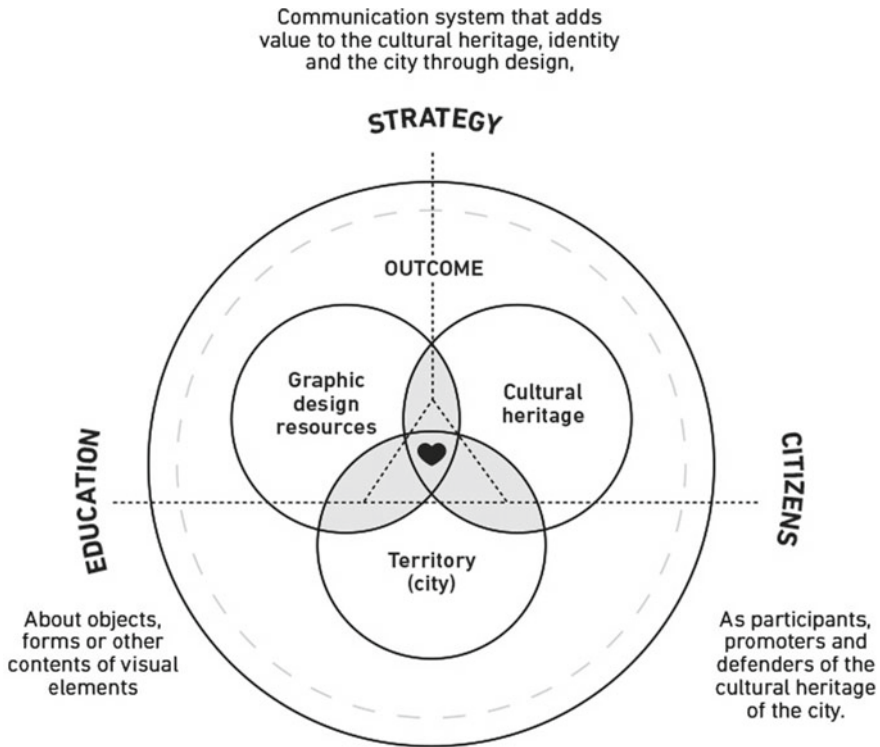 Communication system that adds
value to the cultural heritage, identity
and the city through design,
STRATEGY
OUTCOME
Graphic
design
resources
Cultural
heritage
EDUCATION
CITIZENS
Territory
(city)
About objects,
forms or other
contents of visual
elements
As participants,
promoters and
defenders of the
cultural heritage
of the city.